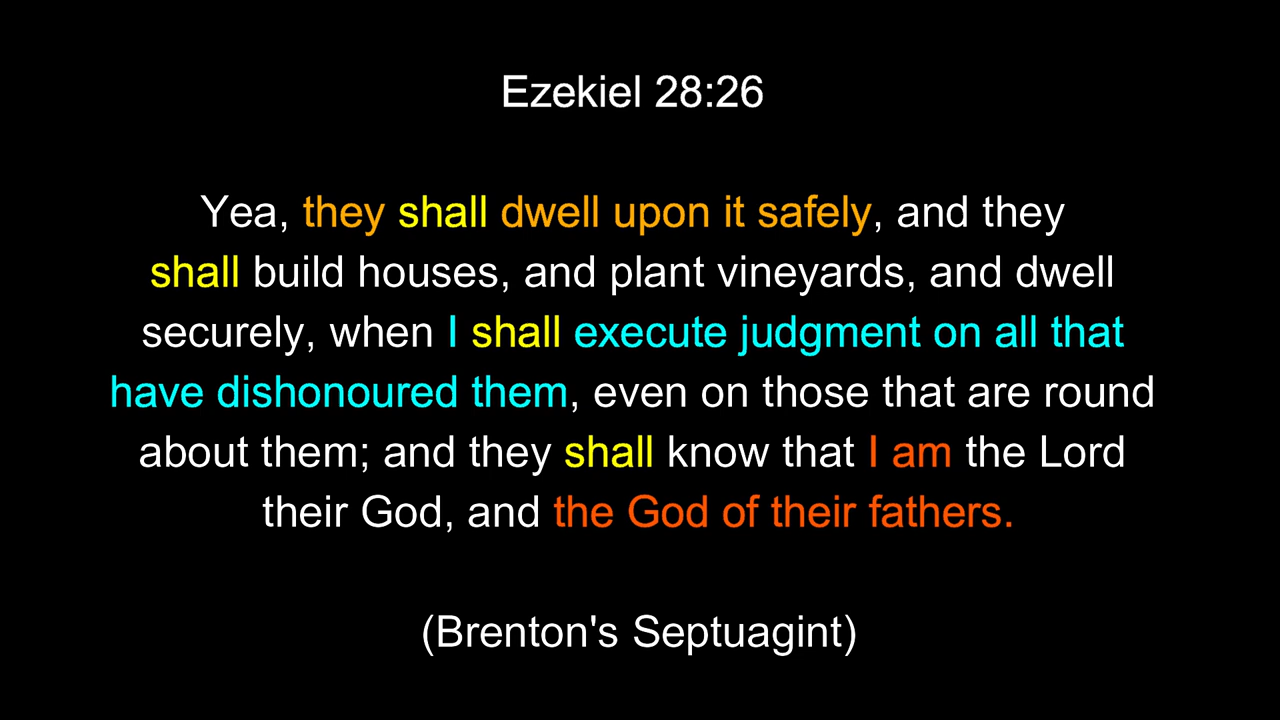 Ezekiel 28:26
Yea, they shall dwell upon it safely, and they
shall build houses, and plant vineyards, and dwell
securely, when I shall execute judgment on all that
have dishonoured them, even on those that are round
about them; and they shall know that I am the Lord
their God, and the God of their fathers.
(Brenton's Septuagint)